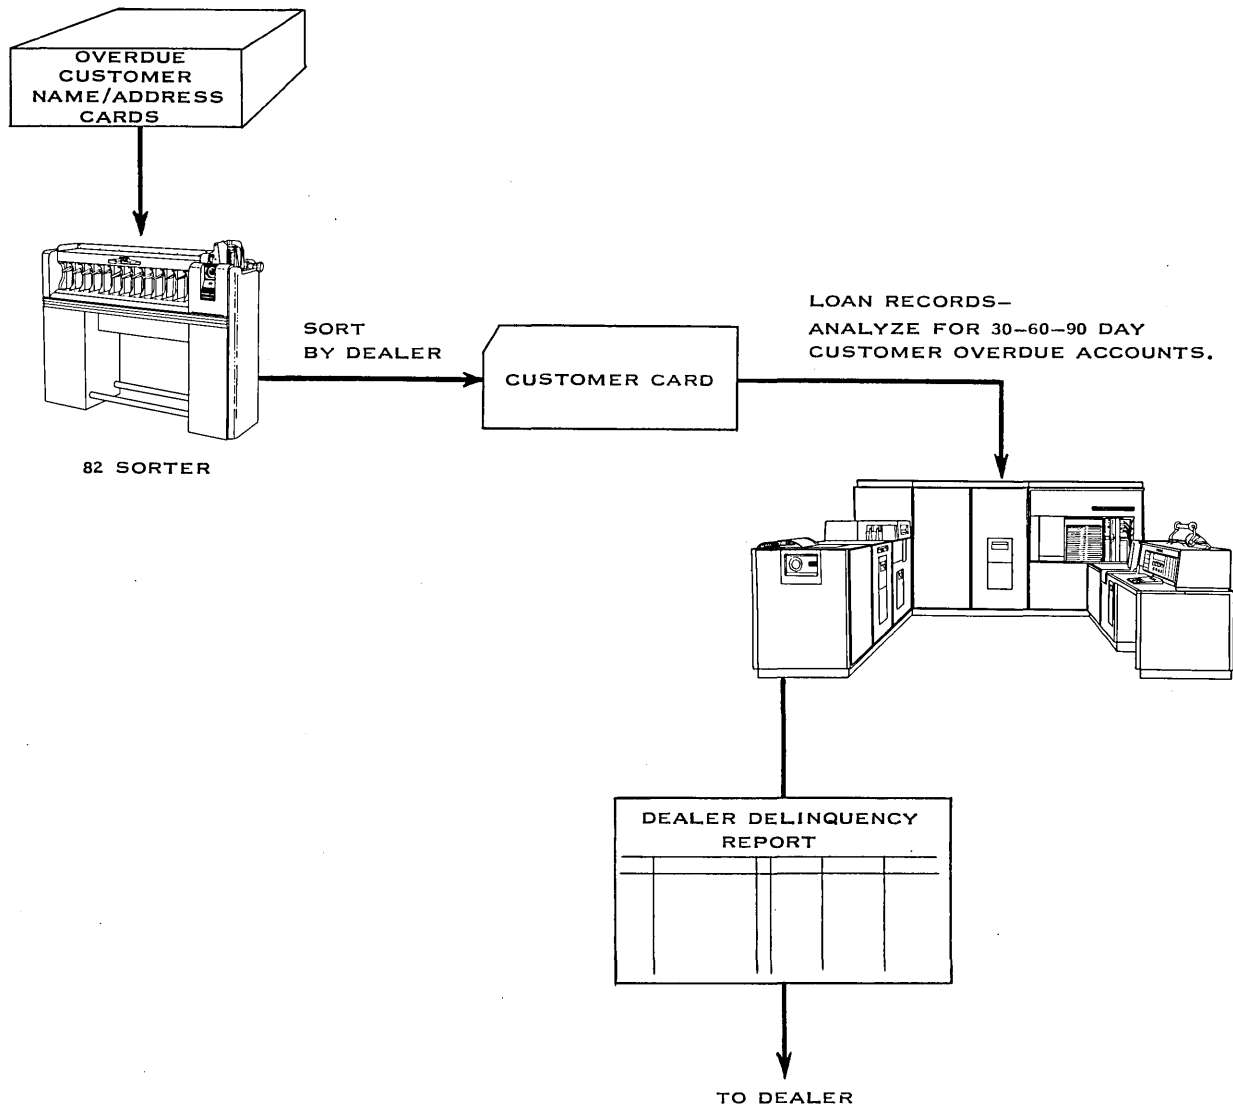 OVERDUE
CUSTOMER
NAME/ADDRESS
CARDS
SORT
BY DEALER
82 SORTER
CUSTOMER CARD
LOAN RECORDS—
ANALYZE FOR 30—60—90 DAY
CUSTOMER OVERDUE ACCOUNTS.
DEALER DELINQUENCY
REPORT
TO DEALER